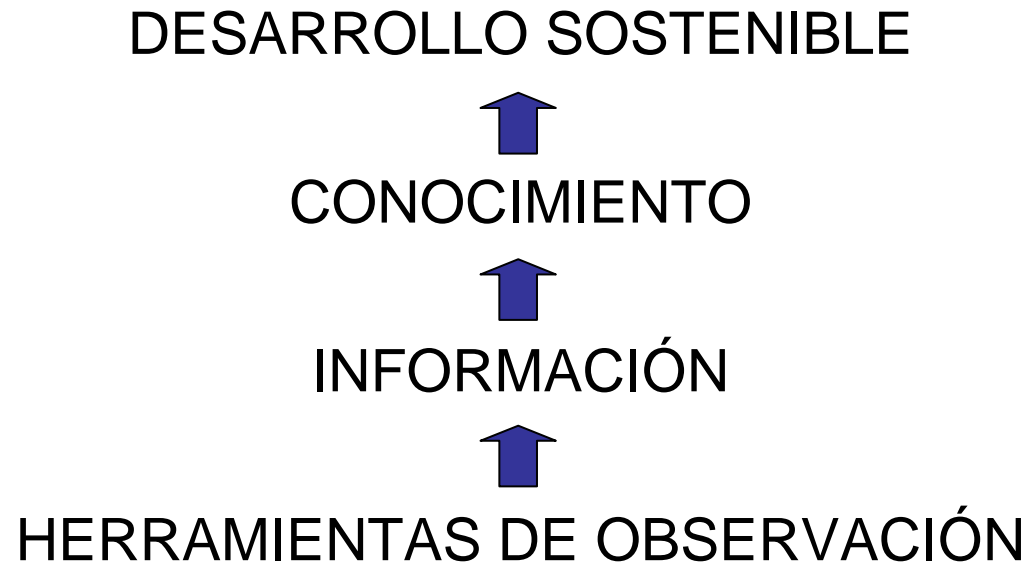 DESARROLLO SOSTENIBLE
CONOCIMIENTO
INFORMACIÓN
HERRAMIENTAS DE OBSERVACIÓN